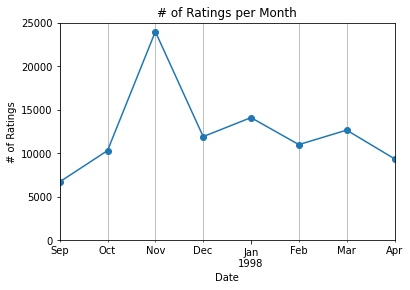 # of Ratings per Month
# of Ratings
25000
20000
15000
10000
5000
0
Sep Oct Nov Dec Jan Feb Mar Apr
1998
Date